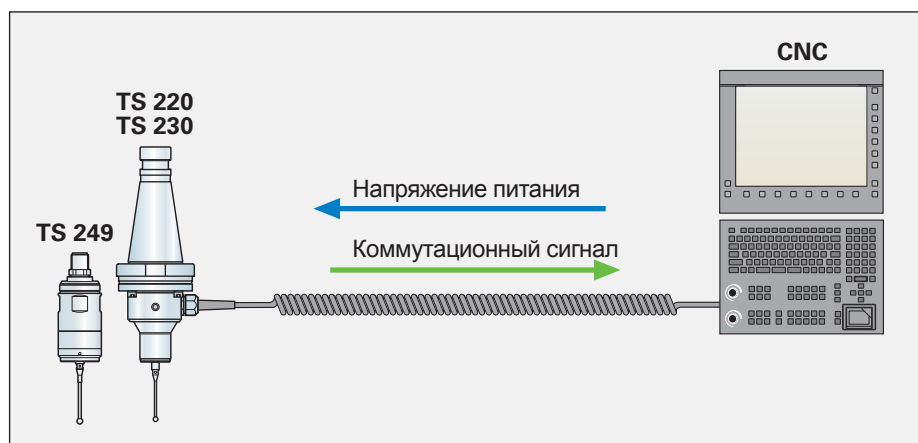 CNC
TS 220
TS 230
Напряжение питания
TS 249
Коммутационный сигнал